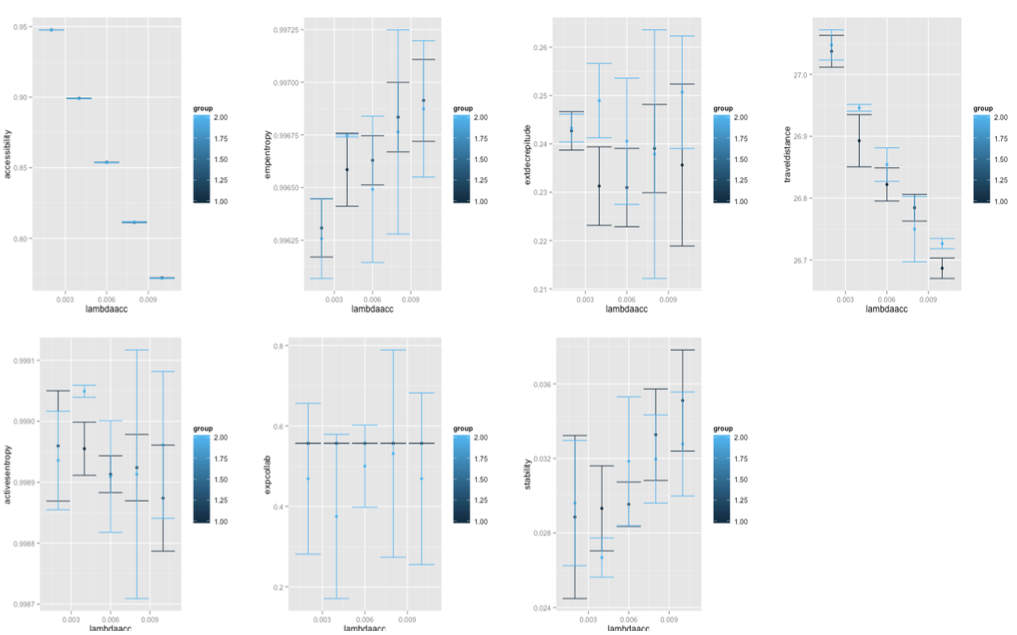 0.95
0.90
0.85
0.80
accessibility
0.003 0.006 0.009
lambdaacc
group
2.00
1.75
1.50
1.25
1.00
0.99725
0.99700
0.99675
0.99650
0.99625
empentropy
0.003 0.006 0.009
lambdaacc
group
2.00
1.75
1.50
1.25
1.00
0.26
0.25
0.24
0.23
0.22
0.21
extdecrepitude
0.003 0.006 0.009
lambdaacc
group
2.00
1.75
1.50
1.25
1.00
27.0
26.9
26.8
26.7
traveldistance
0.003 0.006 0.009
lambdaacc
group
2.00
1.75
1.50
1.25
1.00
0.9991
0.9990
0.9989
0.9988
0.9987
activesentropy
0.003 0.006 0.009
lambdaacc
group
2.00
1.75
1.50
1.25
1.00
0.8
0.6
0.4
0.2
expcollab
0.003 0.006 0.009
lambdaacc
group
2.00
1.75
1.50
1.25
1.00
0.036
0.032
0.028
0.024
stability
0.003 0.006 0.009
lambdaacc
group
2.00
1.75
1.50
1.25
1.00